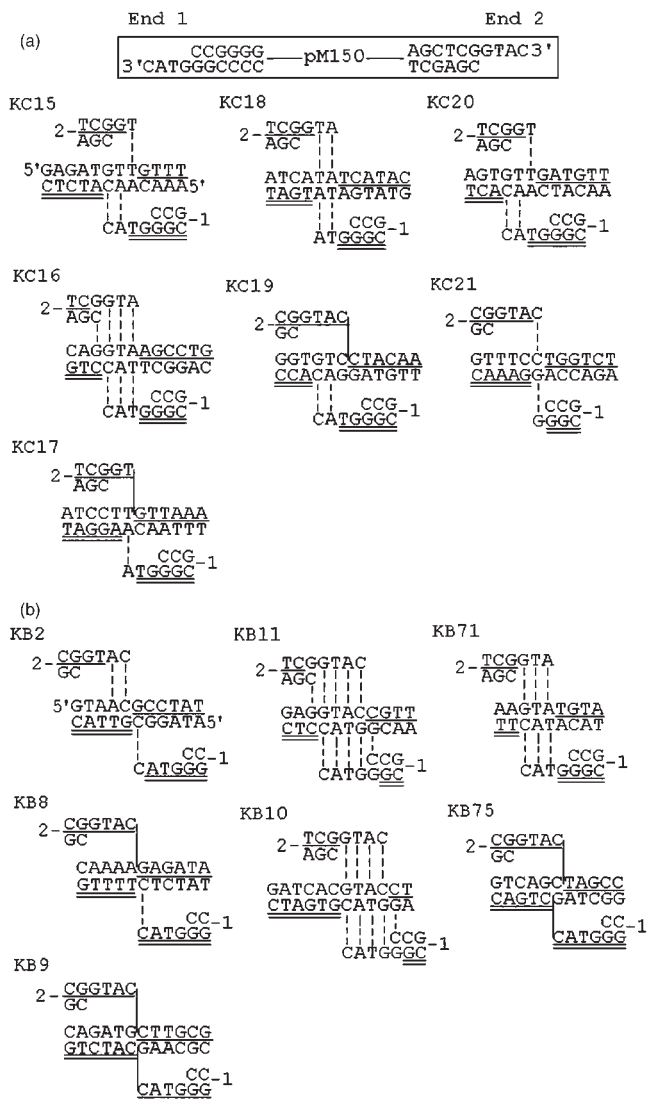 End 1 End 2
(a)
CCGGGG AGCTCGGTAC3'
—pM150—
3'CATGGGCCCC TCGAGC
KC15 KC18 KC20
2-TCGGT 2-TCGGTA 2-TCGGT
AGC AGC AGC
5'GAGATGTTGTTT ATCATATCATAC AGTGTTGATGTT
CTCTACAACAAA5' TAGTATAGTATG TCACAACTACAA
CCG-1 CCG-1 CCG-1
CATGGGC ATGGGC CATGGGC
KC16 KC19 KC21
2-TCGGTA 2-CGGTAC 2-CGGTAC
AGC GC GC
CAGGTAAGCCTG GGTGTCCTACAA GTTTCCTGGTCT
GTCCATTCGGAC CCACAGGATGTT CAAAGGACCAGA
CCG-1 CCG-1 CCG-1
CATGGGC CATGGGC GGGC
KC17
2-TCGGT
AGC
ATCCTTGTTAAA
TAGGAACAATTT
CCG-1
ATGGGC
(b)
KB2 KB11 KB71
2-CGGTAC 2-TCGGTAC 2-TCGGTA
GC AGC AGC
5'GTAACGCCTAT GAGGTACCGTT AAGTATGTA
CATTGCGGATA5' CTCCATGGCAA TTCATACAT
CC-1 CCG-1 CCG-1
CATGGG CATGGGC CATGGGC
KB8 KB10 KB75
2-CGGTAC 2-TCGGTAC 2-CGGTAC
GC AGC GC
CAAAAGAGATA GATCACGTACCT GTCAGCTAGCC
GTTTTCTCTAT CTAGTGCATGGA CAGTCGATCGG
CC-1 CCG-1 CC-1
CATGGG CATGGGC CATGGG
KB9
2-CGGTAC
GC
CAGATGCTTGCG
GTCTACGAACGC
CC-1
CATGGG